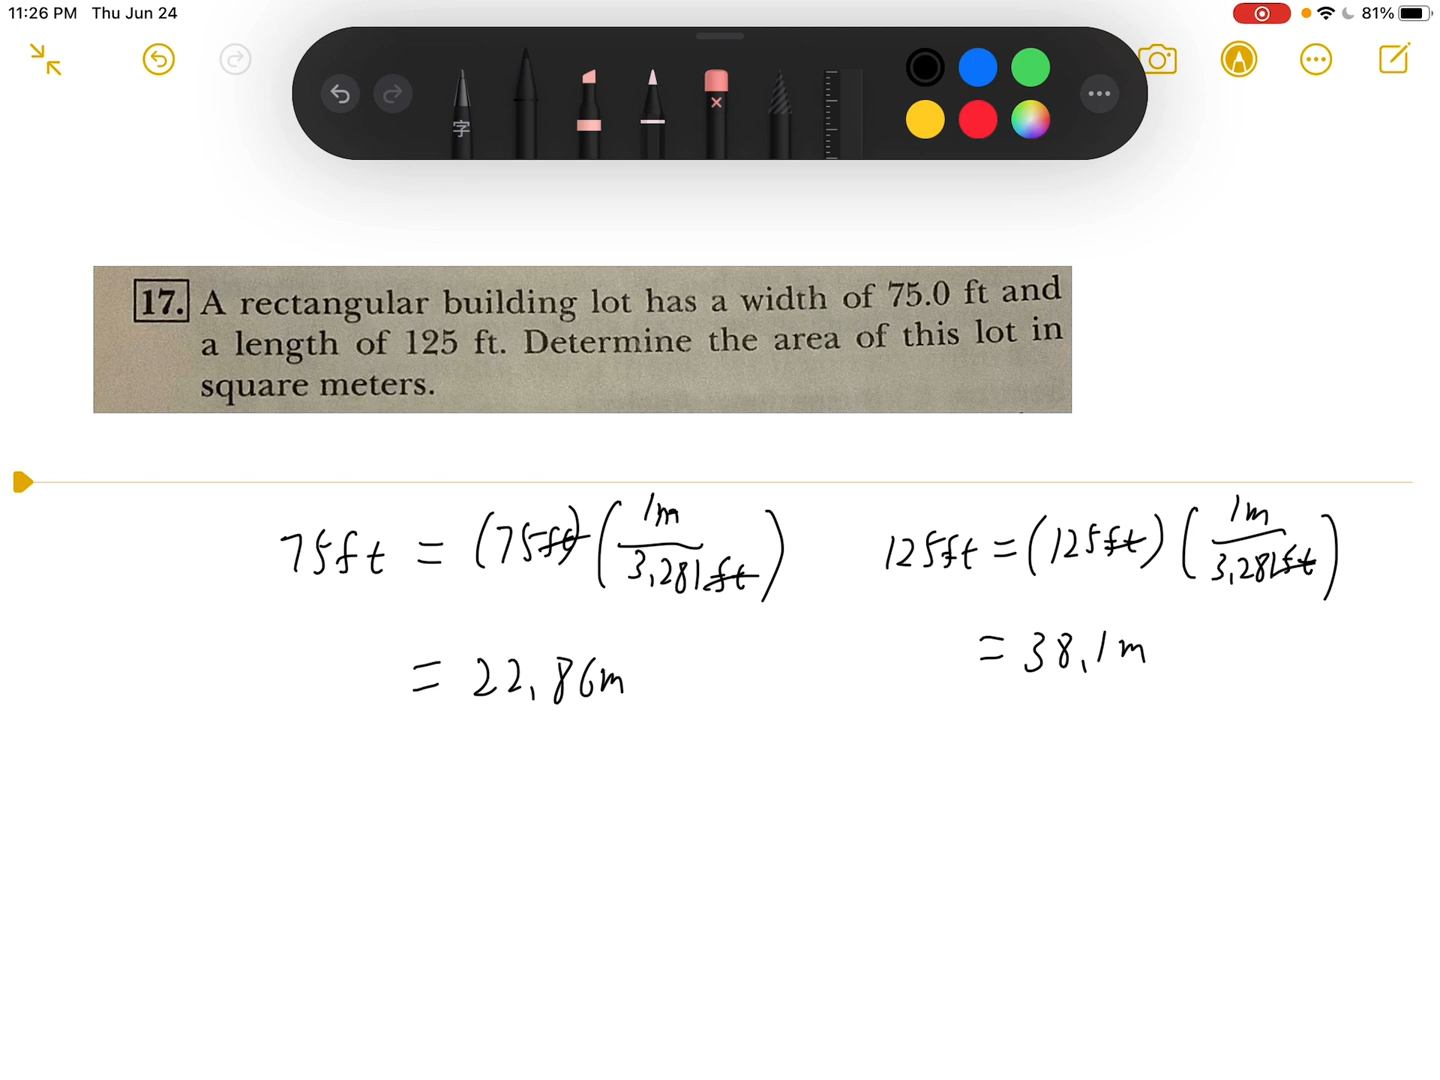 11:26 PM Thu Jun 24
81%
字
17. A rectangular building lot has a width of 75.0 ft and
a length of 125 ft. Determine the area of this lot in
square meters.
75ft = (75ft) (1m / 3,281ft)
125ft = (125ft) (1m / 3,281ft)
= 22,86m
= 38,1m